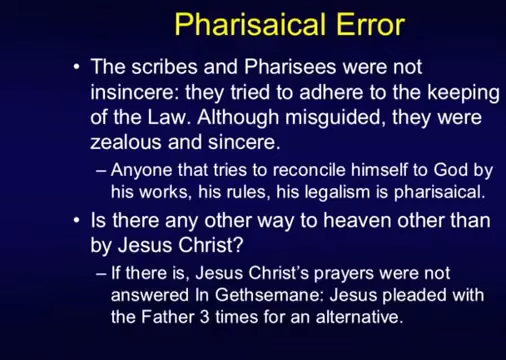 Pharisaical Error
• The scribes and Pharisees were not
insincere: they tried to adhere to the keeping
of the Law. Although misguided, they were
zealous and sincere.
– Anyone that tries to reconcile himself to God by
his works, his rules, his legalism is pharisaical.
• Is there any other way to heaven other than
by Jesus Christ?
– If there is, Jesus Christ's prayers were not
answered In Gethsemane: Jesus pleaded with
the Father 3 times for an alternative.